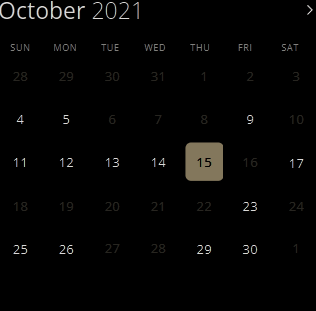 October 2021
SUN MON TUE WED THU FRI SAT
28 29 30 31 1 2 3
4 5 6 7 8 9 10
11 12 13 14 15 16 17
18 19 20 21 22 23 24
25 26 27 28 29 30 1